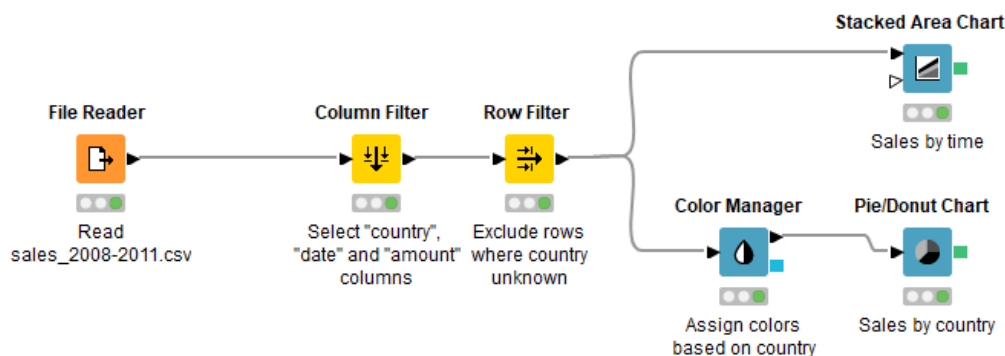 Stacked Area Chart
Sales by time
File Reader
Read
sales_2008-2011.csv
Column Filter
Select "country",
"date" and "amount"
columns
Row Filter
Exclude rows
where country
unknown
Color Manager
Assign colors
based on country
Pie/Donut Chart
Sales by country